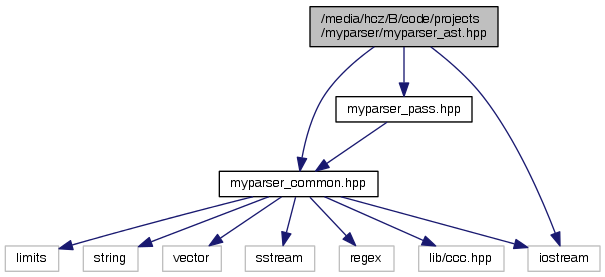 /media/hcz/B/code/projects
/myparser/myparser_ast.hpp
myparser_pass.hpp
myparser_common.hpp
limits
string
vector
sstream
regex
lib/ccc.hpp
iostream